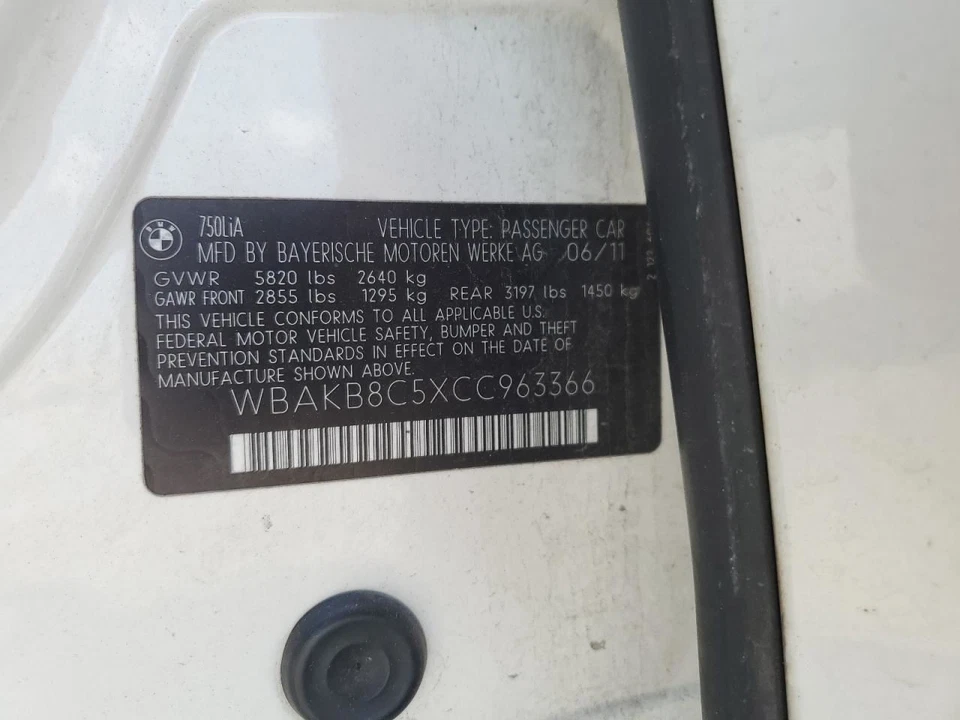 BMW
750LiA VEHICLE TYPE: PASSENGER CAR
MFD BY BAYERISCHE MOTOREN WERKE AG 06/11
GVWR 5820 lbs 2640 kg
GAWR FRONT 2855 lbs 1295 kg REAR 3197 lbs 1450 kg
THIS VEHICLE CONFORMS TO ALL APPLICABLE U.S.
FEDERAL MOTOR VEHICLE SAFETY, BUMPER AND THEFT
PREVENTION STANDARDS IN EFFECT ON THE DATE OF
MANUFACTURE SHOWN ABOVE.
WBAKB8C5XCC963366